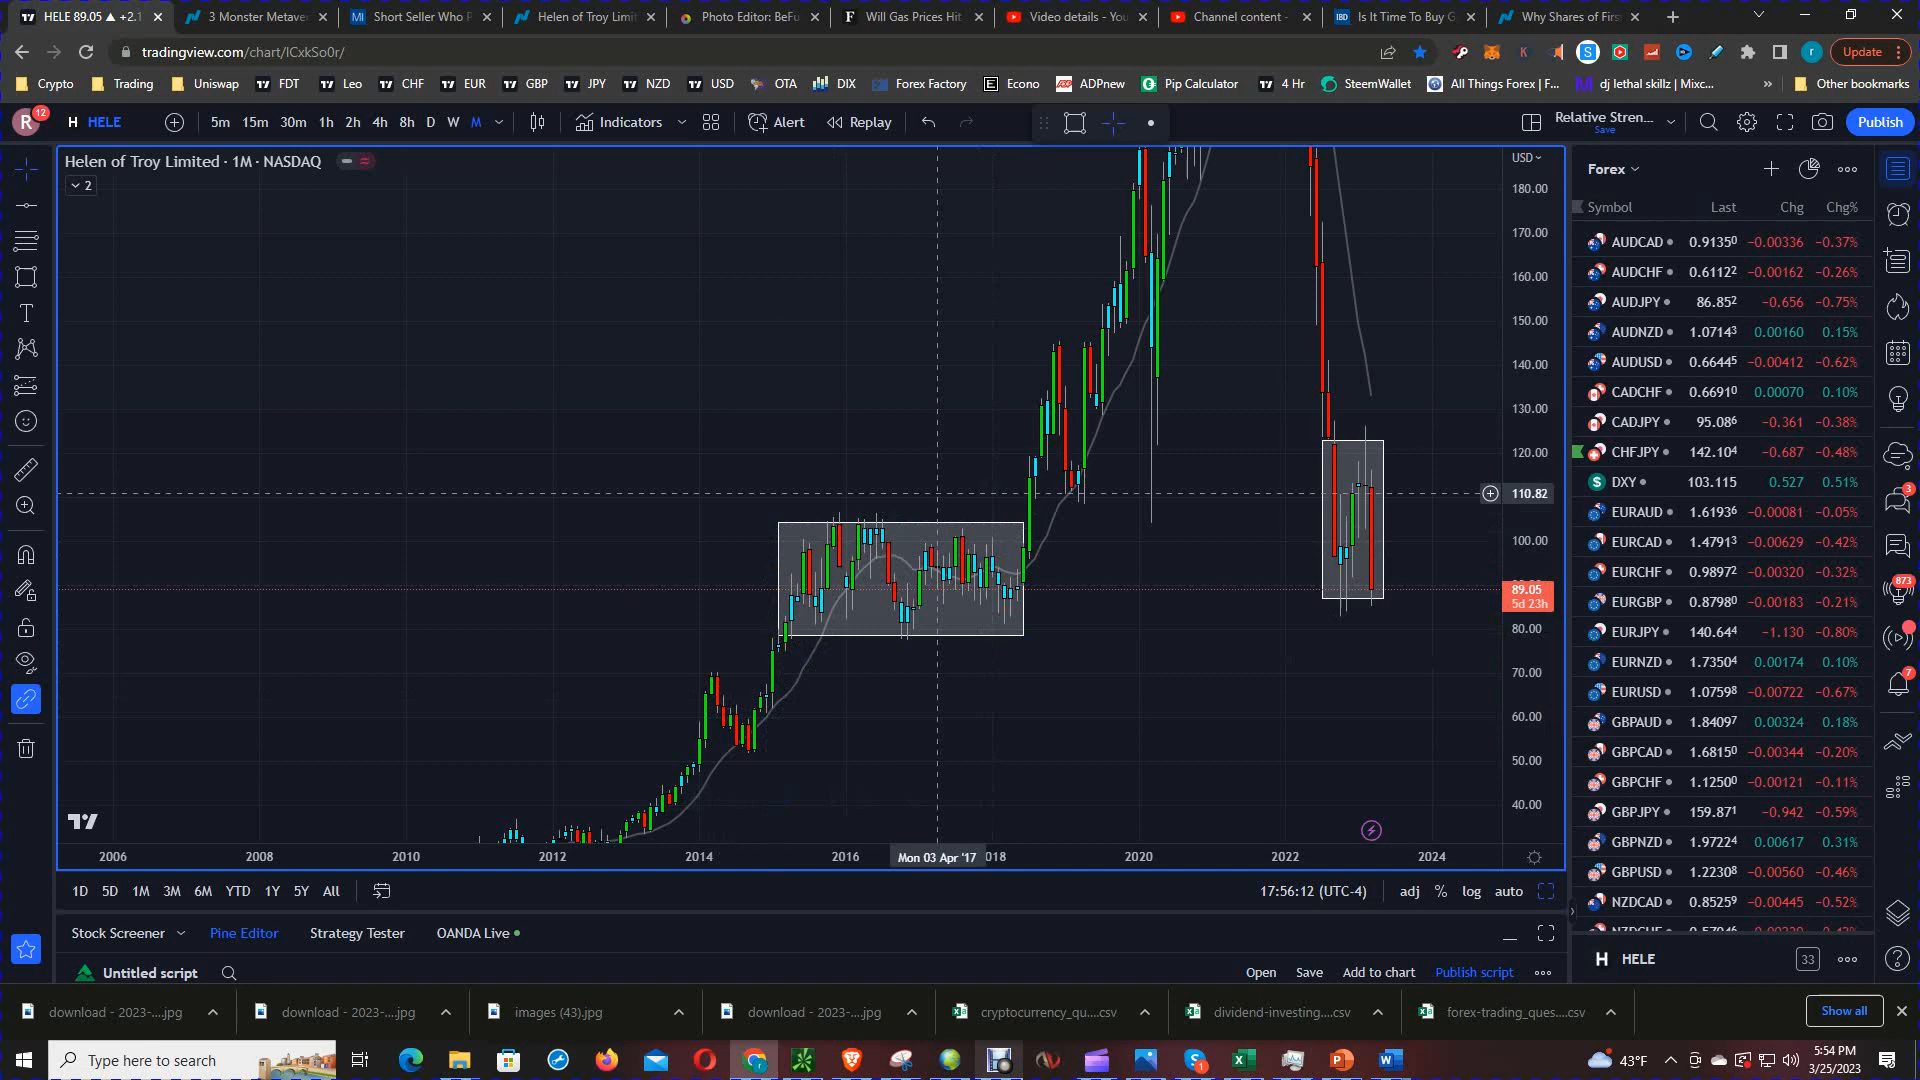 HELE 89.05 ▲ +2.1
3 Monster Metave
Short Seller Who P
Helen of Troy Limi
Photo Editor: BeFu
Will Gas Prices Hit
Video details - You
Channel content -
Is It Time To Buy G
Why Shares of Firs
tradingview.com/chart/lCxkSo0r/
Update
Crypto
Trading
Uniswap
FDT
Leo
CHF
EUR
GBP
JPY
NZD
USD
OTA
DIX
Forex Factory
Econo
ADPnew
Pip Calculator
4 Hr
SteemWallet
All Things Forex | F...
dj lethal skillz | Mixc...
»
Other bookmarks
R 12
H HELE
5m 15m 30m 1h 2h 4h 8h D W M
Indicators
Alert
Replay
Relative Stren...
Save
Publish
Helen of Troy Limited · 1M · NASDAQ
2
USD
180.00
170.00
160.00
150.00
140.00
130.00
120.00
110.82
100.00
89.05
5d 23h
80.00
70.00
60.00
50.00
40.00
2006 2008 2010 2012 2014 2016 Mon 03 Apr '17 018 2020 2022 2024
1D 5D 1M 3M 6M YTD 1Y 5Y All
17:56:12 (UTC-4)
adj % log auto
Stock Screener
Pine Editor
Strategy Tester
OANDA Live
Untitled script
Open Save Add to chart Publish script
Forex
Symbol Last Chg Chg%
AUDCAD 0.91350 −0.00336 −0.37%
AUDCHF 0.61122 −0.00162 −0.26%
AUDJPY 86.852 −0.656 −0.75%
AUDNZD 1.07143 0.00160 0.15%
AUDUSD 0.66445 −0.00412 −0.62%
CADCHF 0.66910 0.00070 0.10%
CADJPY 95.086 −0.361 −0.38%
CHFJPY 142.104 −0.687 −0.48%
DXY 103.115 0.527 0.51%
EURAUD 1.61936 −0.00081 −0.05%
EURCAD 1.47913 −0.00629 −0.42%
EURCHF 0.98972 −0.00320 −0.32%
EURGBP 0.87980 −0.00183 −0.21%
EURJPY 140.644 −1.130 −0.80%
EURNZD 1.73504 0.00174 0.10%
EURUSD 1.07598 −0.00722 −0.67%
GBPAUD 1.84097 0.00324 0.18%
GBPCAD 1.68150 −0.00344 −0.20%
GBPCHF 1.12500 −0.00121 −0.11%
GBPJPY 159.871 −0.942 −0.59%
GBPNZD 1.97224 0.00617 0.31%
GBPUSD 1.22308 −0.00560 −0.46%
NZDCAD 0.85259 −0.00445 −0.52%
H HELE 33
3
873
7
download - 2023-....jpg
download - 2023-....jpg
images (43).jpg
download - 2023-....jpg
cryptocurrency_qu....csv
dividend-investing....csv
forex-trading_ques....csv
Show all
Type here to search
43°F
5:54 PM
3/25/2023